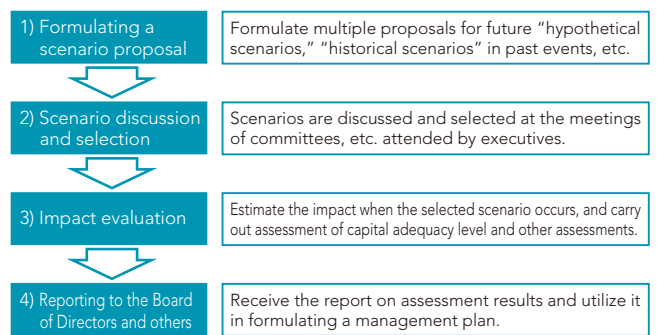 1) Formulating a
scenario proposal
Formulate multiple proposals for future “hypothetical
scenarios,” “historical scenarios” in past events, etc.
2) Scenario discussion
and selection
Scenarios are discussed and selected at the meetings
of committees, etc. attended by executives.
3) Impact evaluation
Estimate the impact when the selected scenario occurs, and carry
out assessment of capital adequacy level and other assessments.
4) Reporting to the Board
of Directors and others
Receive the report on assessment results and utilize it
in formulating a management plan.